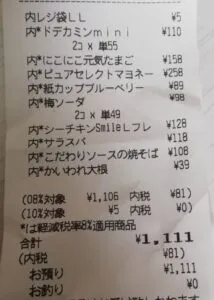 内レジ袋LL ¥5
内*ドデカミンmini ¥110
2コ × 単55
内*にこにこ元気たまご ¥158
内*ピュアセレクトマヨネー ¥258
内*紙カップブルーベリー ¥89
内*梅ソーダ ¥98
2コ × 単49
内*シーチキンSmileLフレ ¥128
内*サラスパ ¥118
内*こだわりソースの焼そば ¥108
内*かいわれ大根 ¥39
(08%対象 ¥1,106 内税 ¥81)
(10%対象 ¥5 内税 ¥0)
*は軽減税率8%適用商品
合計 ¥1,111
(内税 ¥81)
お預り ¥1,111
お釣り ¥0